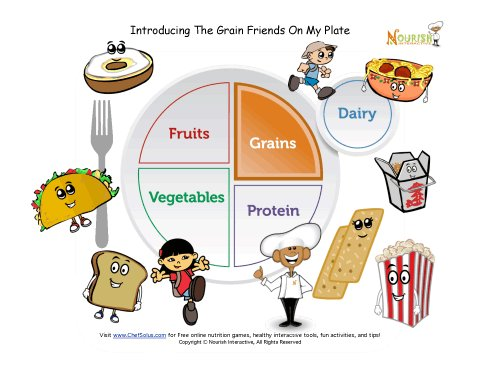 Introducing The Grain Friends On My Plate
NOURISH
INTERACTIVE
Dairy
Fruits
Grains
Vegetables
Protein
Visit www.ChefSolus.com for Free online nutrition games, healthy interactive tools, fun activities, and tips!
Copyright © Nourish Interactive, All Rights Reserved